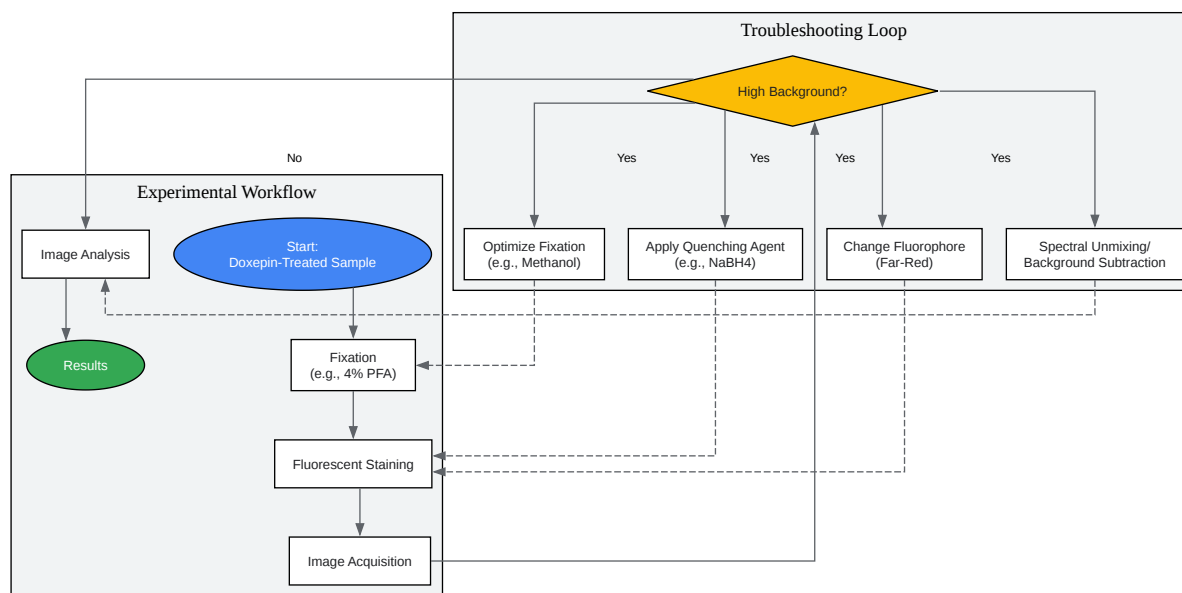 Troubleshooting Loop
High Background?
No
Yes
Yes
Yes
Yes
Experimental Workflow
Image Analysis
Start:
Doxepin-Treated Sample
Optimize Fixation
(e.g., Methanol)
Apply Quenching Agent
(e.g., NaBH4)
Change Fluorophore
(Far-Red)
Spectral Unmixing/
Background Subtraction
Results
Fixation
(e.g., 4% PFA)
Fluorescent Staining
Image Acquisition